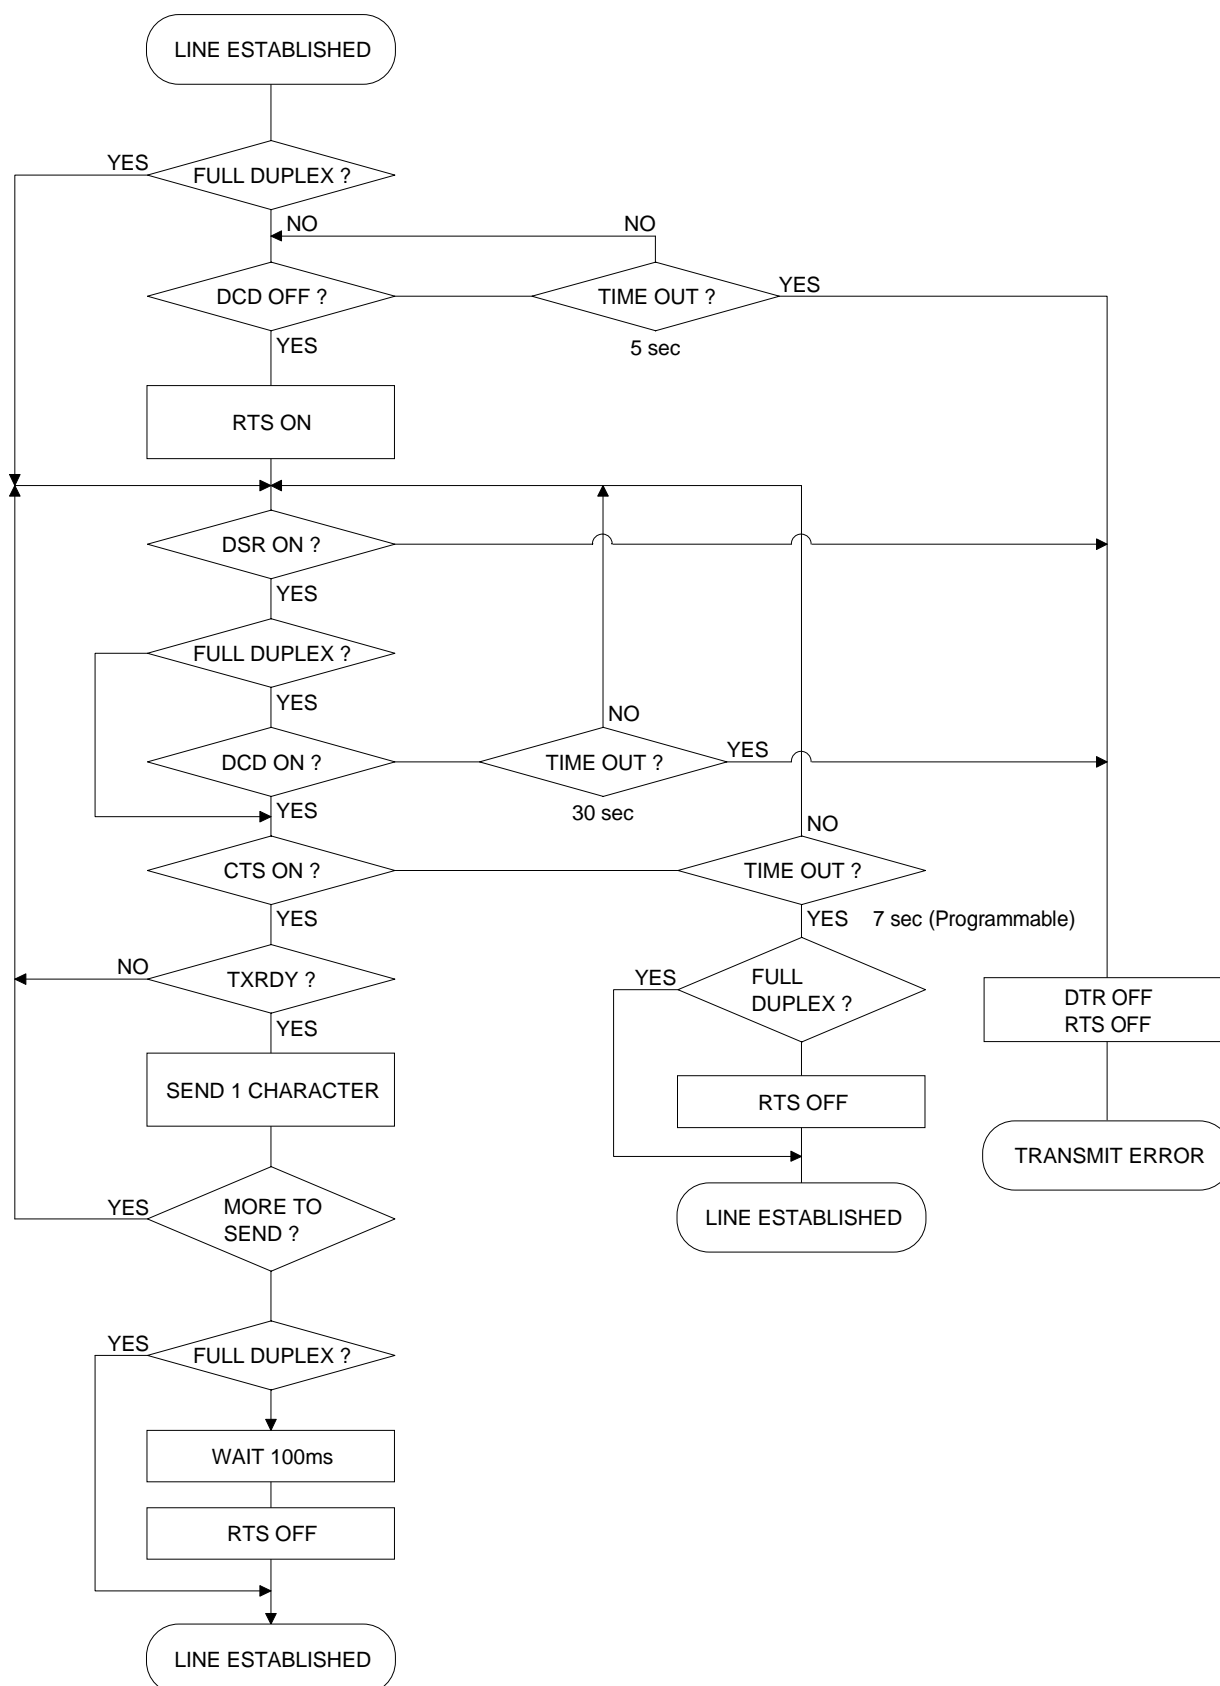 LINE ESTABLISHED
YES
FULL DUPLEX ?
NO
NO
DCD OFF ?
TIME OUT ?
YES
YES
5 sec
RTS ON
DSR ON ?
YES
FULL DUPLEX ?
YES
NO
DCD ON ?
TIME OUT ?
YES
YES
30 sec
NO
CTS ON ?
TIME OUT ?
YES
YES
7 sec (Programmable)
NO
TXRDY ?
YES
FULL
DUPLEX ?
DTR OFF
RTS OFF
YES
SEND 1 CHARACTER
RTS OFF
TRANSMIT ERROR
YES
MORE TO
SEND ?
LINE ESTABLISHED
YES
FULL DUPLEX ?
WAIT 100ms
RTS OFF
LINE ESTABLISHED